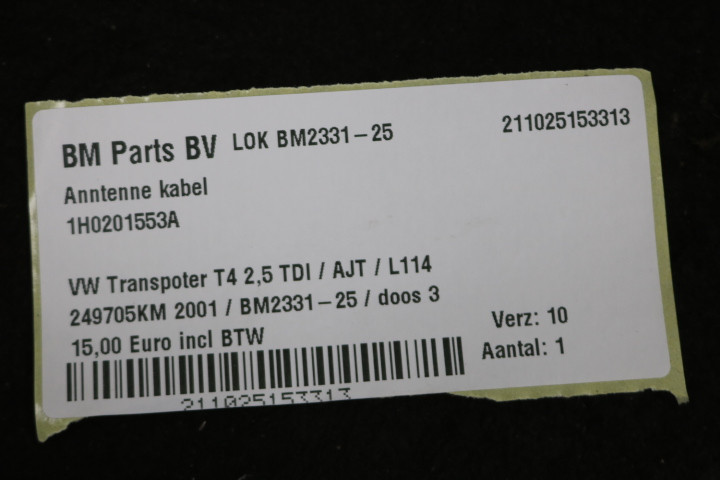 BM Parts BV LOK BM2331-25 211025153313
Anntenne kabel
1H0201553A
VW Transpoter T4 2,5 TDI / AJT / L114
249705KM 2001 / BM2331-25 / doos 3
15,00 Euro incl BTW
Verz: 10
Aantal: 1
211025153313